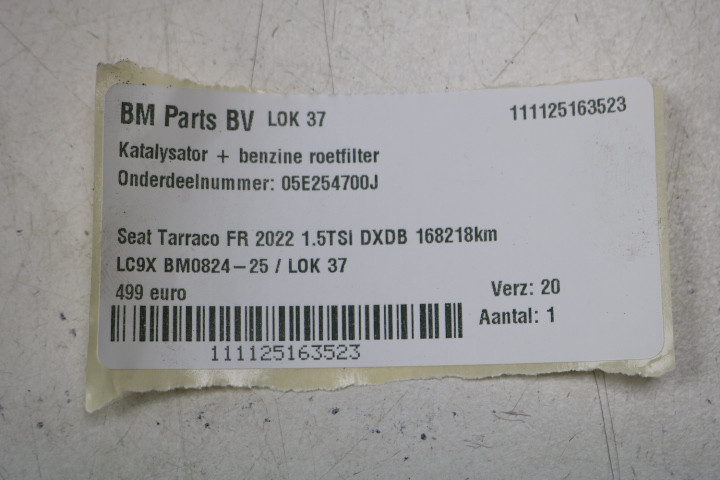 BM Parts BV LOK 37 111125163523
Katalysator + benzine roetfilter
Onderdeelnummer: 05E254700J
Seat Tarraco FR 2022 1.5TSI DXDB 168218km
LC9X BM0824-25 / LOK 37
499 euro Verz: 20
Aantal: 1
111125163523